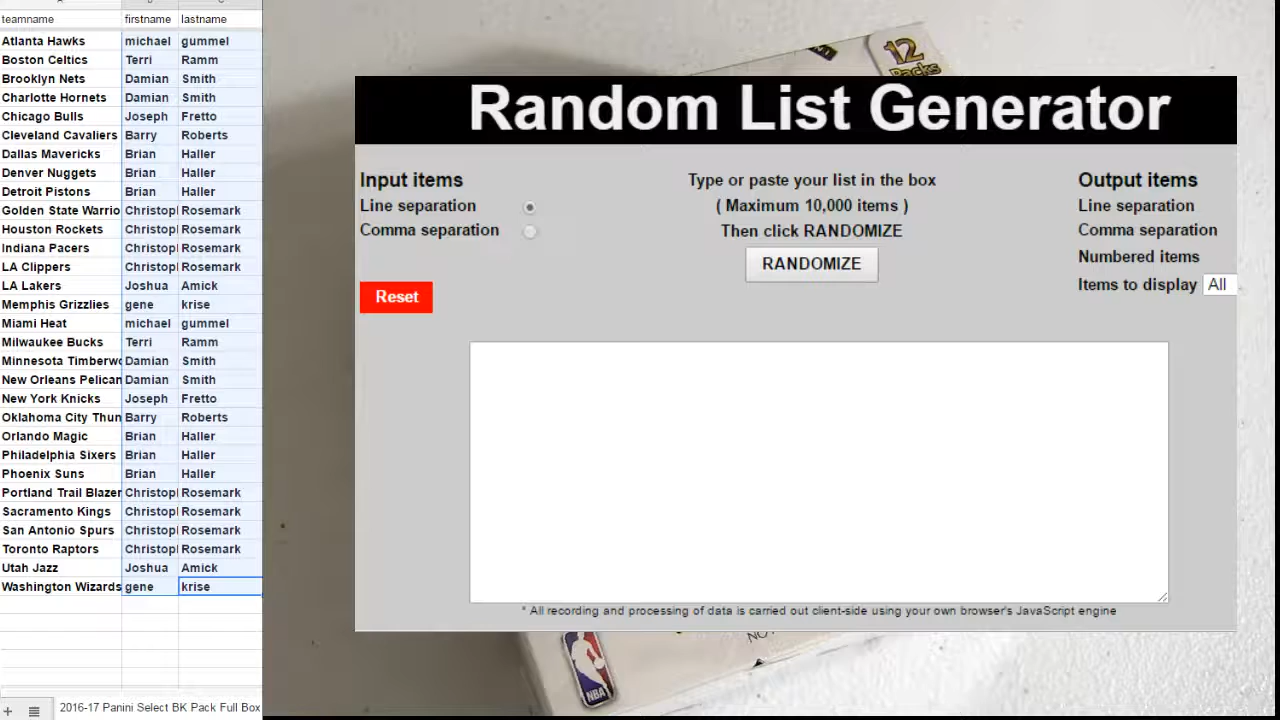 teamname firstname lastname
Atlanta Hawks michael gummel
Boston Celtics Terri Ramm
Brooklyn Nets Damian Smith
Charlotte Hornets Damian Smith
Chicago Bulls Joseph Fretto
Cleveland Cavaliers Barry Roberts
Dallas Mavericks Brian Haller
Denver Nuggets Brian Haller
Detroit Pistons Brian Haller
Golden State Warrio Christopl Rosemark
Houston Rockets Christopl Rosemark
Indiana Pacers Christopl Rosemark
LA Clippers Christopl Rosemark
LA Lakers Joshua Amick
Memphis Grizzlies gene krise
Miami Heat michael gummel
Milwaukee Bucks Terri Ramm
Minnesota Timberwo Damian Smith
New Orleans Pelican Damian Smith
New York Knicks Joseph Fretto
Oklahoma City Thun Barry Roberts
Orlando Magic Brian Haller
Philadelphia Sixers Brian Haller
Phoenix Suns Brian Haller
Portland Trail Blazer Christopl Rosemark
Sacramento Kings Christopl Rosemark
San Antonio Spurs Christopl Rosemark
Toronto Raptors Christopl Rosemark
Utah Jazz Joshua Amick
Washington Wizards gene krise
2016-17 Panini Select BK Pack Full Box
12
Packs
Random List Generator
Input items
Line separation
Comma separation
Reset
Type or paste your list in the box
( Maximum 10,000 items )
Then click RANDOMIZE
RANDOMIZE
Output items
Line separation
Comma separation
Numbered items
Items to display All
* All recording and processing of data is carried out client-side using your own browser's JavaScript engine
NBA